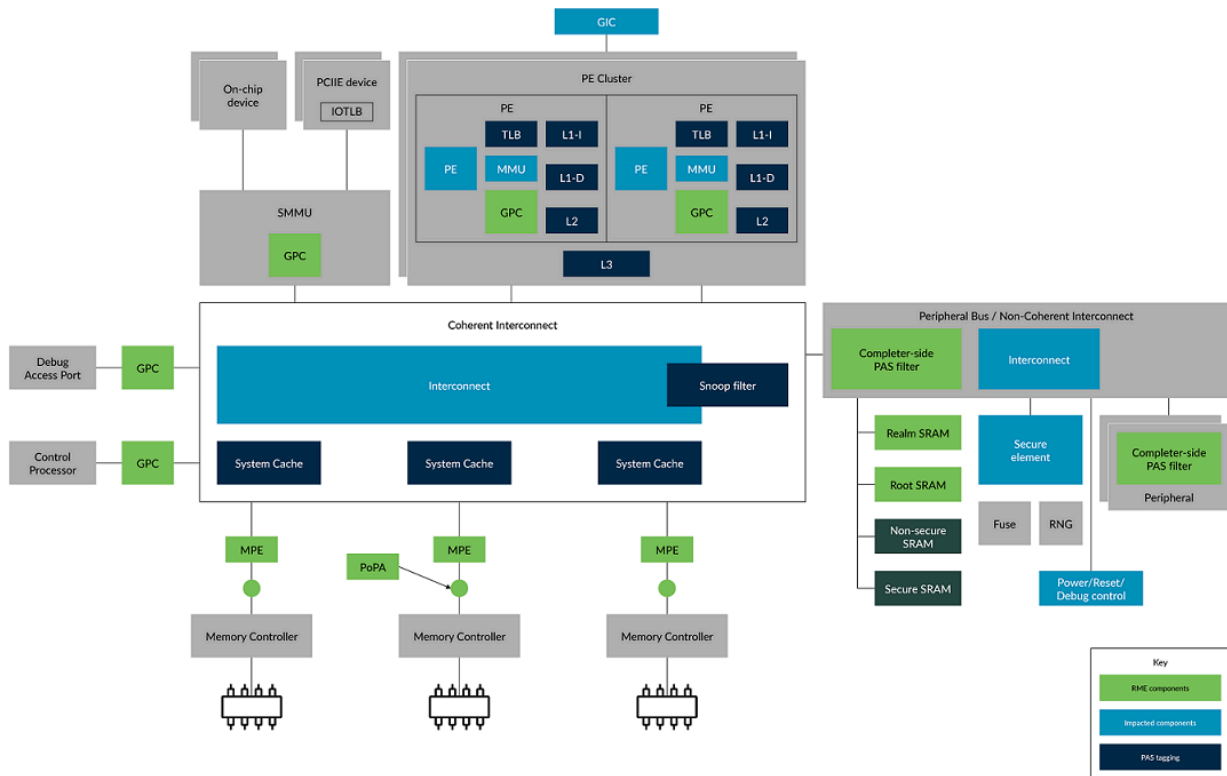 GIC
On-chip
device
PCIIE device
IOTLB
PE Cluster
PE
TLB
L1-I
PE
MMU
L1-D
GPC
L2
PE
TLB
L1-I
PE
MMU
L1-D
GPC
L2
L3
SMMU
GPC
Coherent Interconnect
Interconnect
Snoop filter
System Cache
System Cache
System Cache
Debug
Access Port
GPC
Control
Processor
GPC
Peripheral Bus / Non-Coherent Interconnect
Completer-side
PAS filter
Interconnect
Realm SRAM
Root SRAM
Non-secure
SRAM
Secure SRAM
Secure
element
Fuse
RNG
Power/Reset/
Debug control
Completer-side
PAS filter
Peripheral
MPE
MPE
MPE
PoPA
Memory Controller
Memory Controller
Memory Controller
Key
RME components
Impacted components
PAS tagging